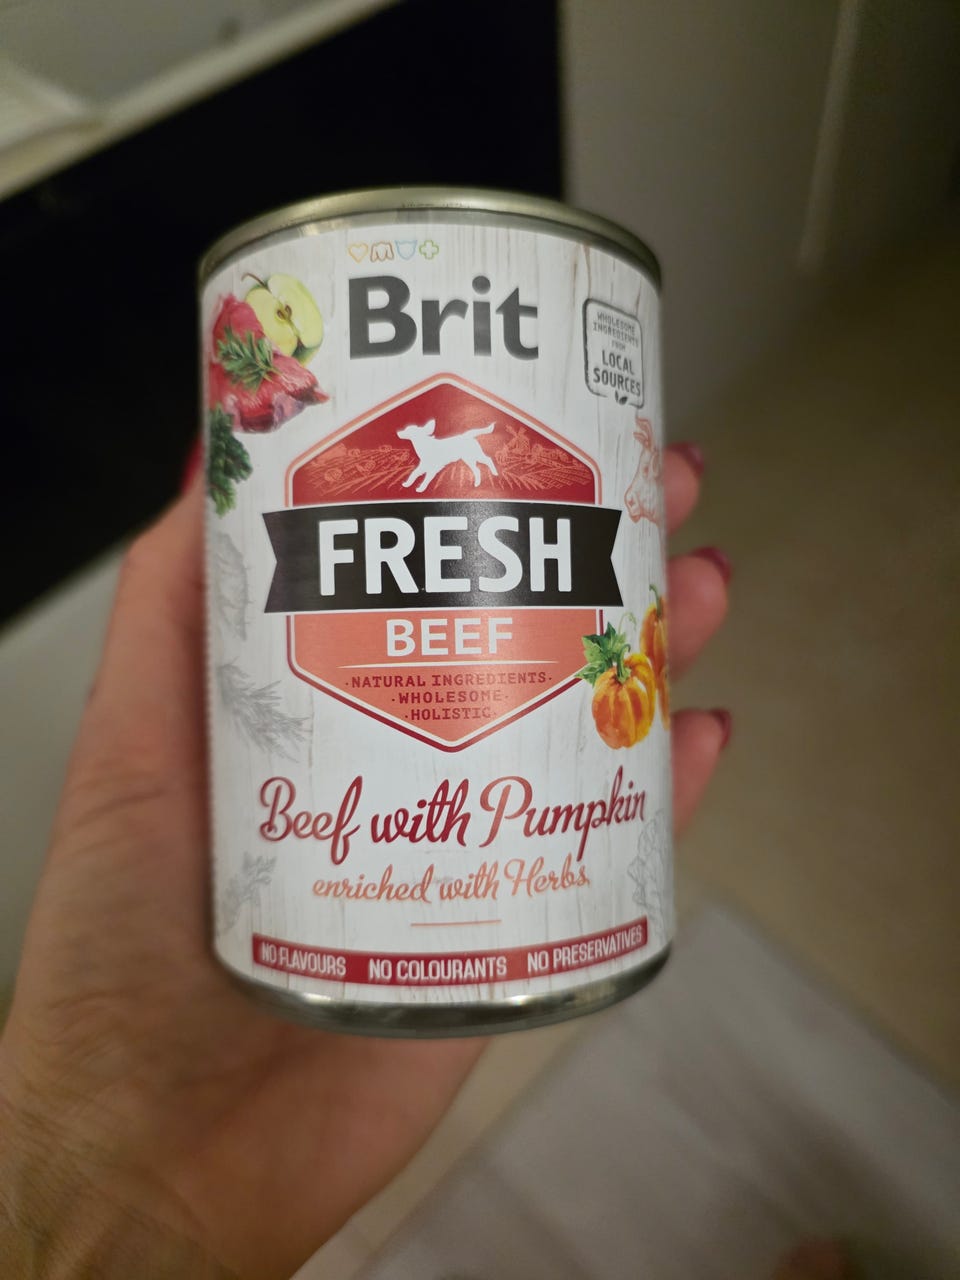 Brit
WHOLESOME
INGREDIENTS
FROM
LOCAL
SOURCES
FRESH
BEEF
·NATURAL INGREDIENTS·
·WHOLESOME·
·HOLISTIC·
Beef with Pumpkin
enriched with Herbs
NO FLAVOURS NO COLOURANTS NO PRESERVATIVES